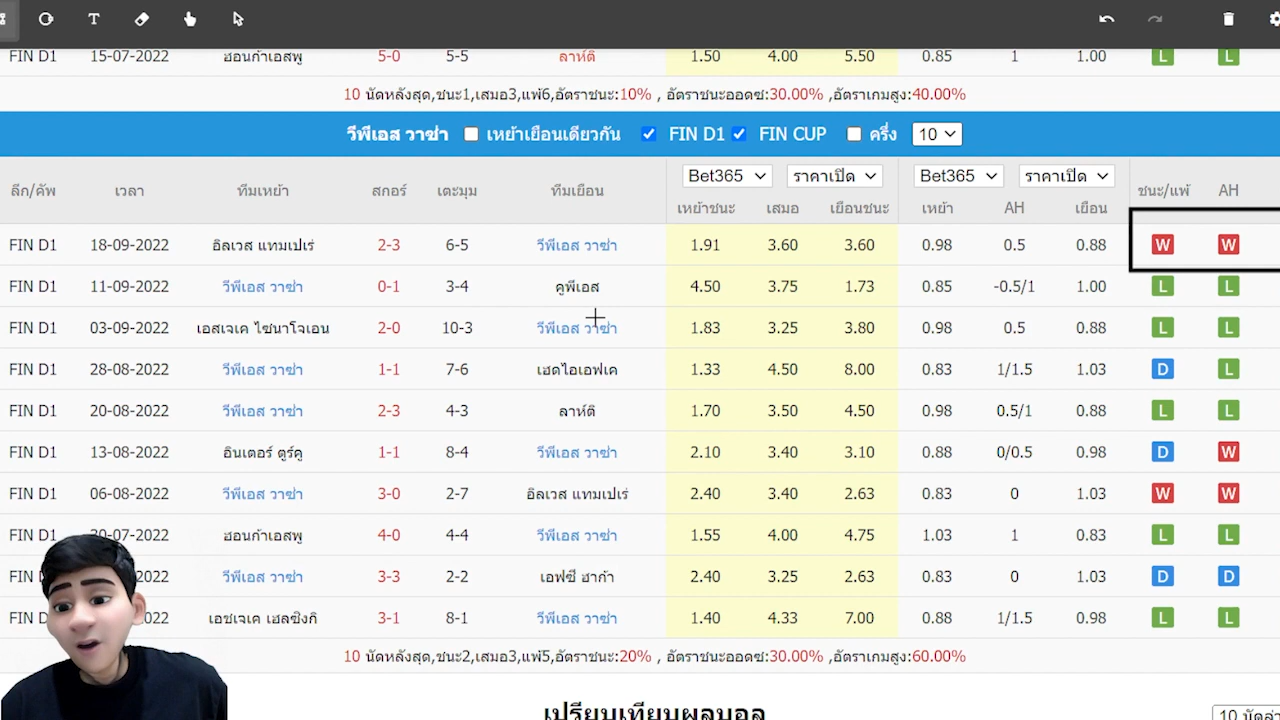 T
FIN D1 15-07-2022 ฮอนก้าเอสพู 5-0 5-5 ลาห์ติ 1.50 4.00 5.50 0.85 1 1.00 L L
10 นัดหลังสุด,ชนะ1,เสมอ3,แพ้6,อัตราชนะ:10% , อัตราชนะออดซ:30.00% ,อัตราเกมสูง:40.00%
วีพีเอส วาซ่า เหย้าเยือนเดียวกัน FIN D1 FIN CUP ครึ่ง 10
Bet365 ราคาเปิด Bet365 ราคาเปิด
ลีก/คัพ เวลา ทีมเหย้า สกอร์ เตะมุม ทีมเยือน ชนะ/แพ้ AH
เหย้าชนะ เสมอ เยือนชนะ เหย้า AH เยือน
FIN D1 18-09-2022 อิลเวส แทมเปเร่ 2-3 6-5 วีพีเอส วาซ่า 1.91 3.60 3.60 0.98 0.5 0.88 W W
FIN D1 11-09-2022 วีพีเอส วาซ่า 0-1 3-4 คูพีเอส 4.50 3.75 1.73 0.85 -0.5/1 1.00 L L
FIN D1 03-09-2022 เอสเจเค ไซนาโจเอน 2-0 10-3 วีพีเอส วาซ่า 1.83 3.25 3.80 0.98 0.5 0.88 L L
FIN D1 28-08-2022 วีพีเอส วาซ่า 1-1 7-6 เฮดไอเอฟเค 1.33 4.50 8.00 0.83 1/1.5 1.03 D L
FIN D1 20-08-2022 วีพีเอส วาซ่า 2-3 4-3 ลาห์ติ 1.70 3.50 4.50 0.98 0.5/1 0.88 L L
FIN D1 13-08-2022 อินเตอร์ ตูร์คู 1-1 8-4 วีพีเอส วาซ่า 2.10 3.40 3.10 0.88 0/0.5 0.98 D W
FIN D1 06-08-2022 วีพีเอส วาซ่า 3-0 2-7 อิลเวส แทมเปเร่ 2.40 3.40 2.63 0.83 0 1.03 W W
FIN D 07-2022 ฮอนก้าเอสพู 4-0 4-4 วีพีเอส วาซ่า 1.55 4.00 4.75 1.03 1 0.83 L L
FIN 2022 วีพีเอส วาซ่า 3-3 2-2 เอฟซี ฮาก้า 2.40 3.25 2.63 0.83 0 1.03 D D
FIN D 022 เอชเจเค เฮลซิงกิ 3-1 8-1 วีพีเอส วาซ่า 1.40 4.33 7.00 0.88 1/1.5 0.98 L L
10 นัดหลังสุด,ชนะ2,เสมอ3,แพ้5,อัตราชนะ:20% , อัตราชนะออดซ:30.00% ,อัตราเกมสูง:60.00%
เปรียบเทียบผลบอล